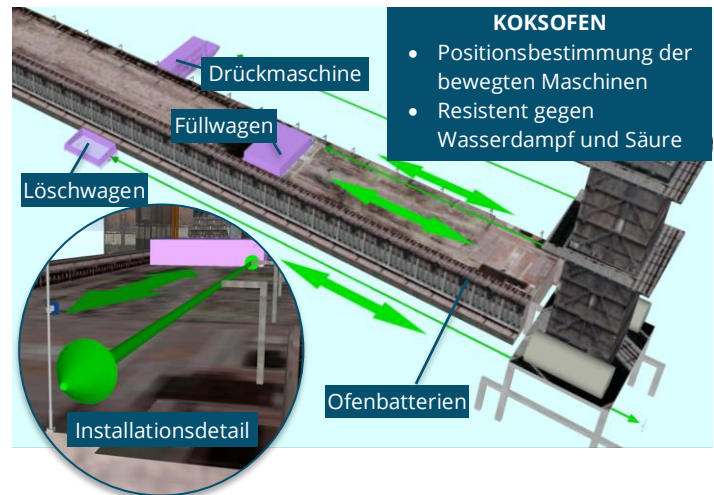 KOKSOFEN
• Positionsbestimmung der
bewegten Maschinen
• Resistent gegen
Wasserdampf und Säure
Drückmaschine
Füllwagen
Löschwagen
Ofenbatterien
Installationsdetail